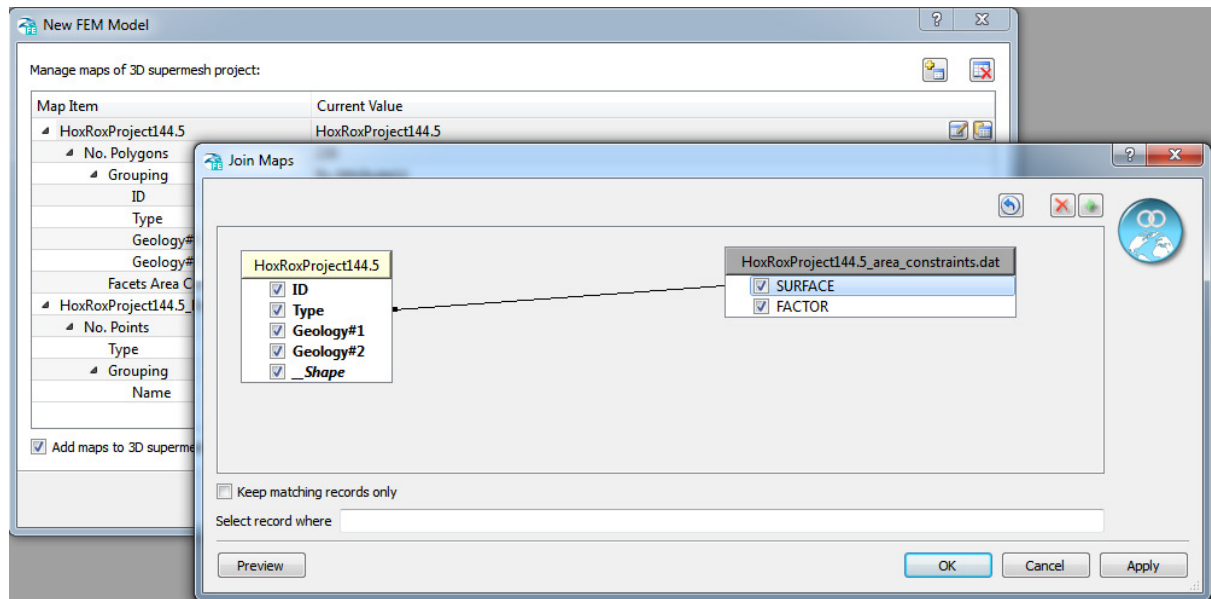 New FEM Model
Manage maps of 3D supermesh project:
Map Item Current Value
HoxRoxProject144.5 HoxRoxProject144.5
No. Polygons
Grouping
ID
Type
Geology#
Geology#
Facets Area C
HoxRoxProject144.5_
No. Points
Type
Grouping
Name
Add maps to 3D superme
Join Maps
HoxRoxProject144.5
ID
Type
Geology#1
Geology#2
__Shape
HoxRoxProject144.5_area_constraints.dat
SURFACE
FACTOR
Keep matching records only
Select record where
Preview OK Cancel Apply